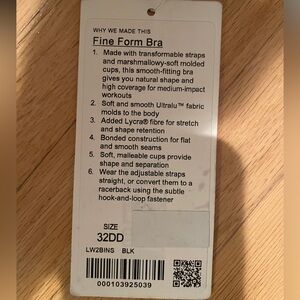 WHY WE MADE THIS
Fine Form Bra
1. Made with transformable straps
and marshmallowy-soft molded
cups, this smooth-fitting bra
gives you natural shape and
high coverage for medium-impact
workouts
2. Soft and smooth Ultralu™ fabric
molds to the body
3. Added Lycra® fibre for stretch
and shape retention
4. Bonded construction for flat
and smooth seams
5. Soft, malleable cups provide
shape and separation
6. Wear the adjustable straps
straight, or convert them to a
racerback using the subtle
hook-and-loop fastener
SIZE
32DD
LW2BINS BLK
000103925039